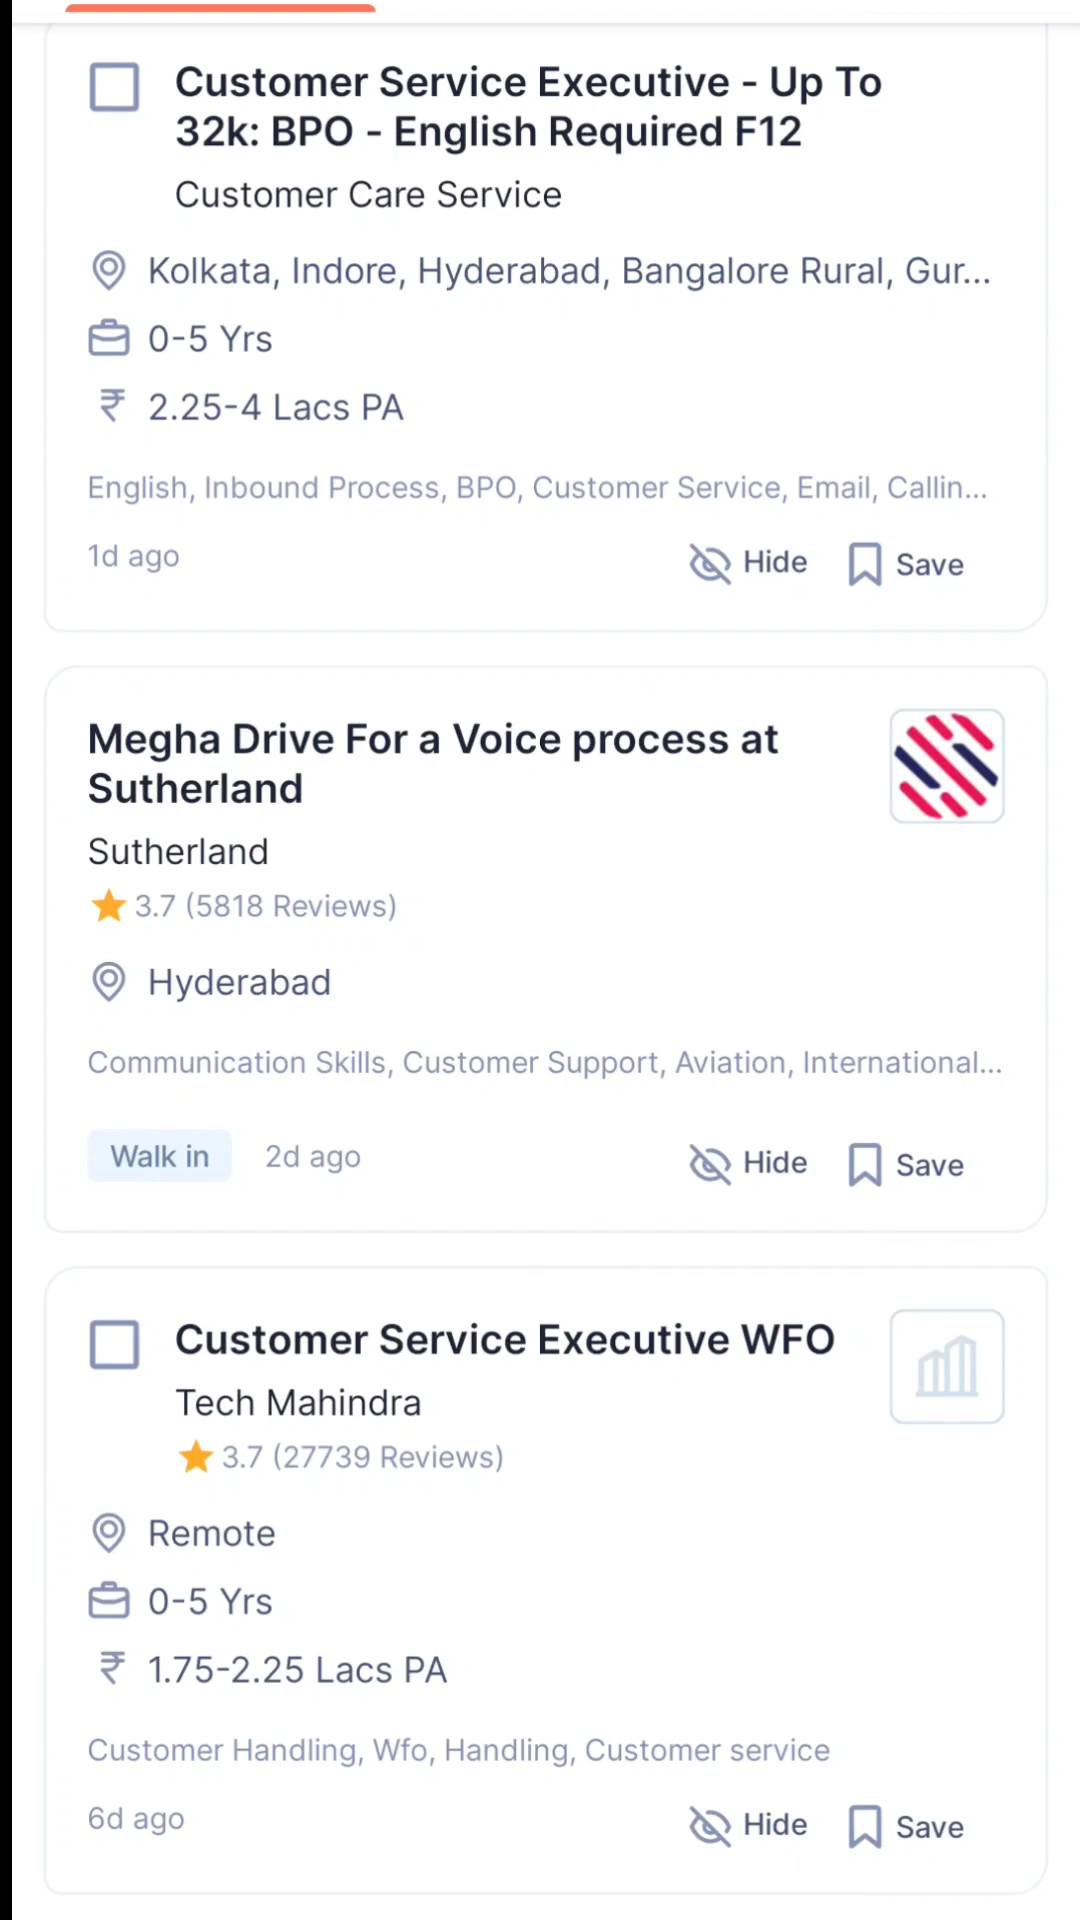 Customer Service Executive - Up To
32k: BPO - English Required F12
Customer Care Service
Kolkata, Indore, Hyderabad, Bangalore Rural, Gur...
0-5 Yrs
₹ 2.25-4 Lacs PA
English, Inbound Process, BPO, Customer Service, Email, Callin...
1d ago Hide Save
Megha Drive For a Voice process at
Sutherland
Sutherland
3.7 (5818 Reviews)
Hyderabad
Communication Skills, Customer Support, Aviation, International...
Walk in 2d ago Hide Save
Customer Service Executive WFO
Tech Mahindra
3.7 (27739 Reviews)
Remote
0-5 Yrs
₹ 1.75-2.25 Lacs PA
Customer Handling, Wfo, Handling, Customer service
6d ago Hide Save